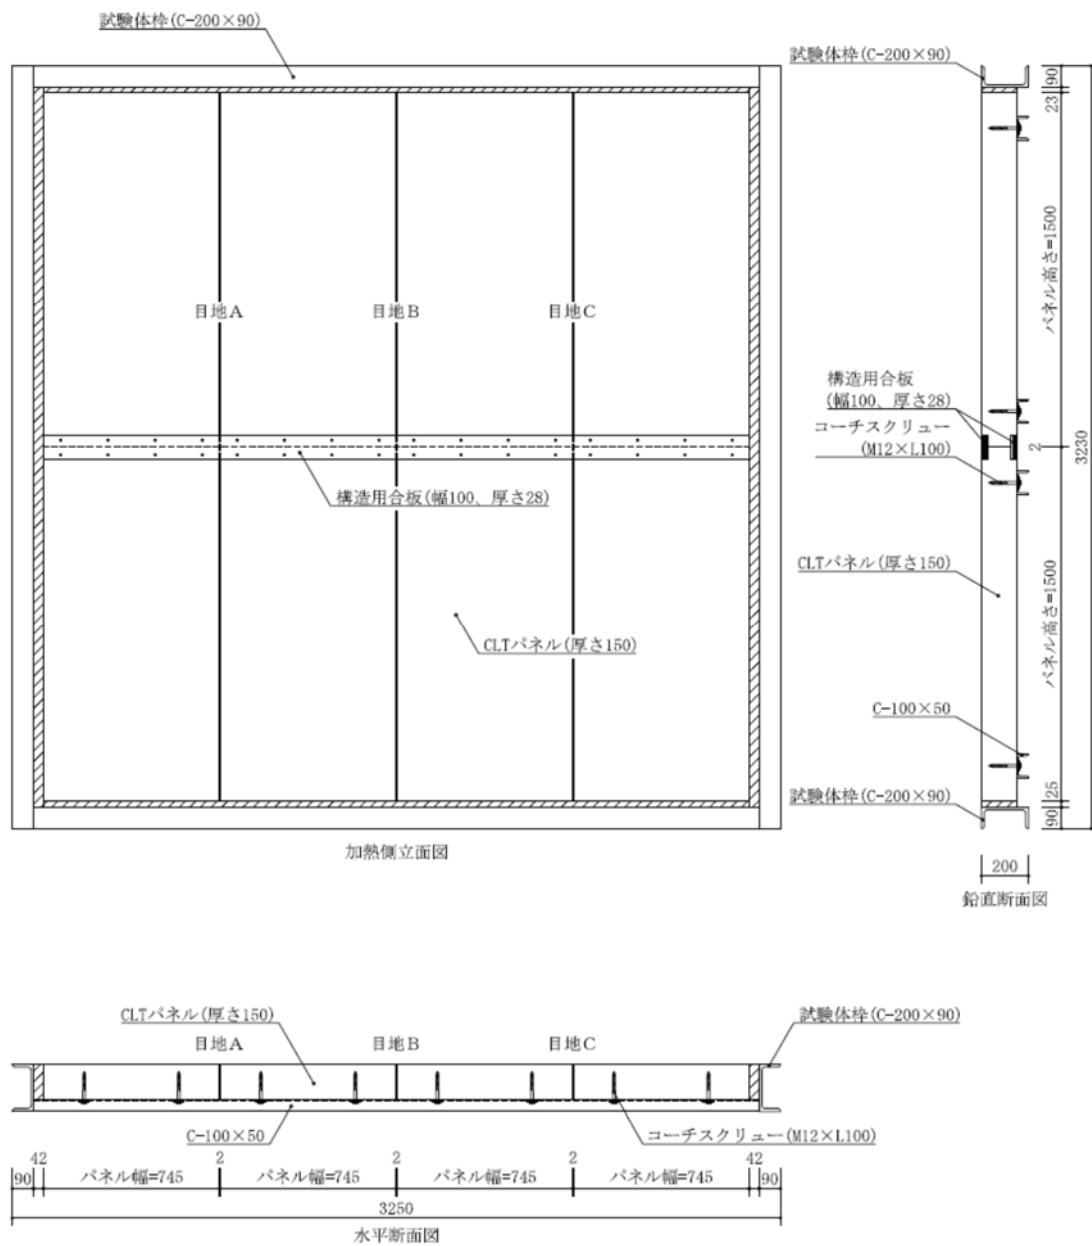 試験体枠(C-200×90)
目地A
目地B
目地C
構造用合板(幅100、厚さ28)
CLTパネル(厚さ150)
加熱側立面図
試験体枠(C-200×90)
90
23
パネル高さ=1500
構造用合板
(幅100、厚さ28)
コーチスクリュー
(M12×L100)
2
3230
CLTパネル(厚さ150)
パネル高さ=1500
C-100×50
25
試験体枠(C-200×90)
90
200
鉛直断面図
CLTパネル(厚さ150)
試験体枠(C-200×90)
目地A
目地B
目地C
C-100×50
コーチスクリュー(M12×L100)
42
2
2
2
42
90
パネル幅=745
パネル幅=745
パネル幅=745
パネル幅=745
90
3250
水平断面図